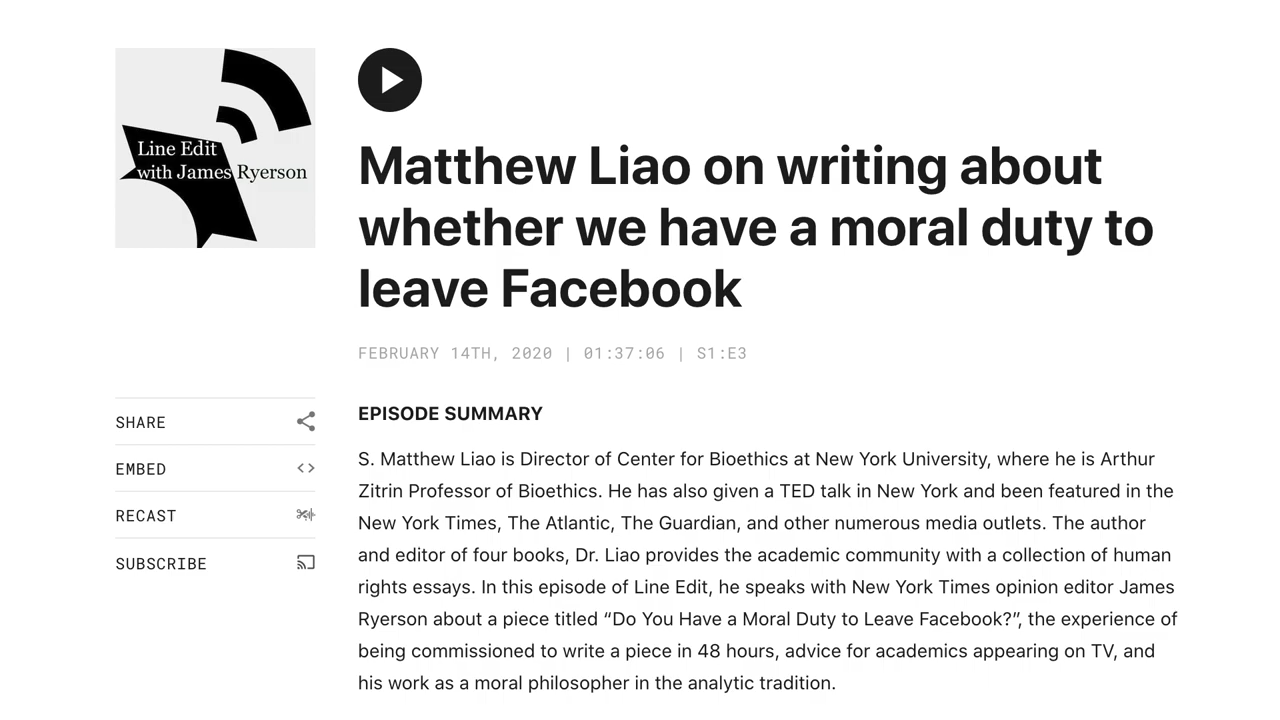 Line Edit
with James Ryerson
Matthew Liao on writing about
whether we have a moral duty to
leave Facebook
FEBRUARY 14TH, 2020 | 01:37:06 | S1:E3
SHARE
EMBED
RECAST
SUBSCRIBE
EPISODE SUMMARY
S. Matthew Liao is Director of Center for Bioethics at New York University, where he is Arthur
Zitrin Professor of Bioethics. He has also given a TED talk in New York and been featured in the
New York Times, The Atlantic, The Guardian, and other numerous media outlets. The author
and editor of four books, Dr. Liao provides the academic community with a collection of human
rights essays. In this episode of Line Edit, he speaks with New York Times opinion editor James
Ryerson about a piece titled “Do You Have a Moral Duty to Leave Facebook?”, the experience of
being commissioned to write a piece in 48 hours, advice for academics appearing on TV, and
his work as a moral philosopher in the analytic tradition.